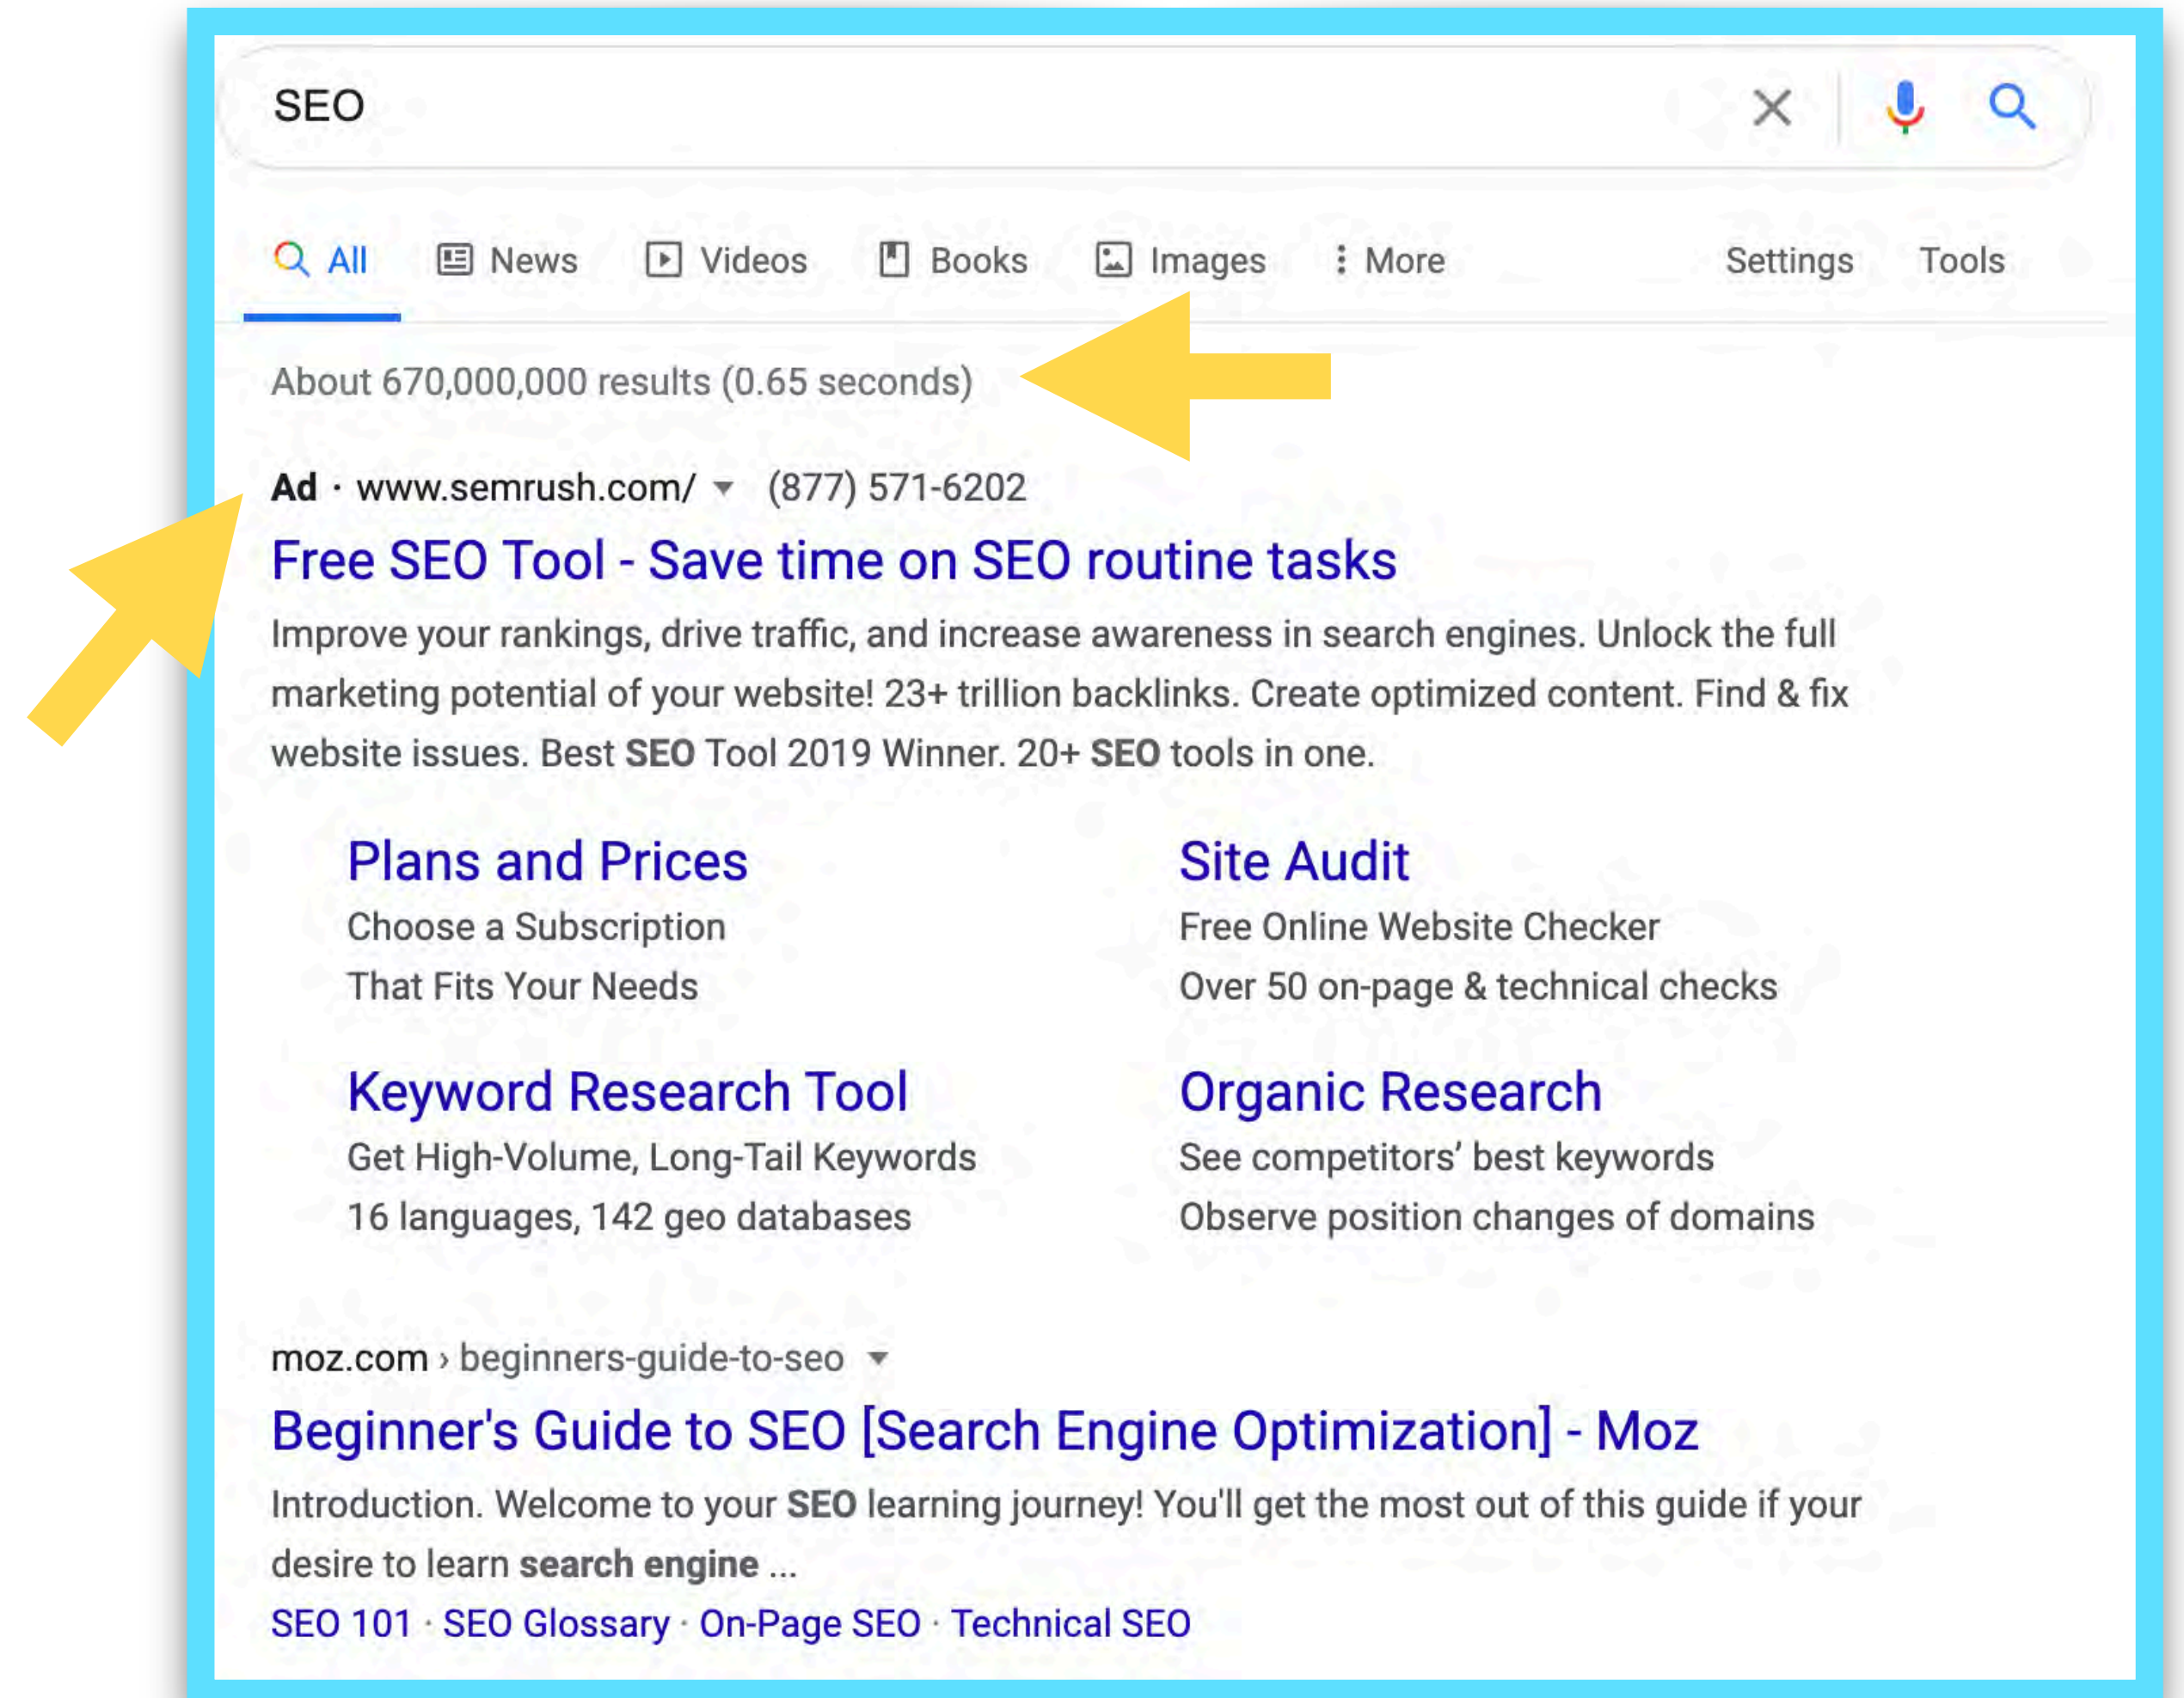 SEO
All News Videos Books Images More Settings Tools
About 670,000,000 results (0.65 seconds)
Ad · www.semrush.com/ (877) 571-6202
Free SEO Tool - Save time on SEO routine tasks
Improve your rankings, drive traffic, and increase awareness in search engines. Unlock the full
marketing potential of your website! 23+ trillion backlinks. Create optimized content. Find & fix
website issues. Best SEO Tool 2019 Winner. 20+ SEO tools in one.
Plans and Prices
Choose a Subscription
That Fits Your Needs
Site Audit
Free Online Website Checker
Over 50 on-page & technical checks
Keyword Research Tool
Get High-Volume, Long-Tail Keywords
16 languages, 142 geo databases
Organic Research
See competitors' best keywords
Observe position changes of domains
moz.com › beginners-guide-to-seo
Beginner's Guide to SEO [Search Engine Optimization] - Moz
Introduction. Welcome to your SEO learning journey! You'll get the most out of this guide if your
desire to learn search engine ...
SEO 101 · SEO Glossary · On-Page SEO · Technical SEO